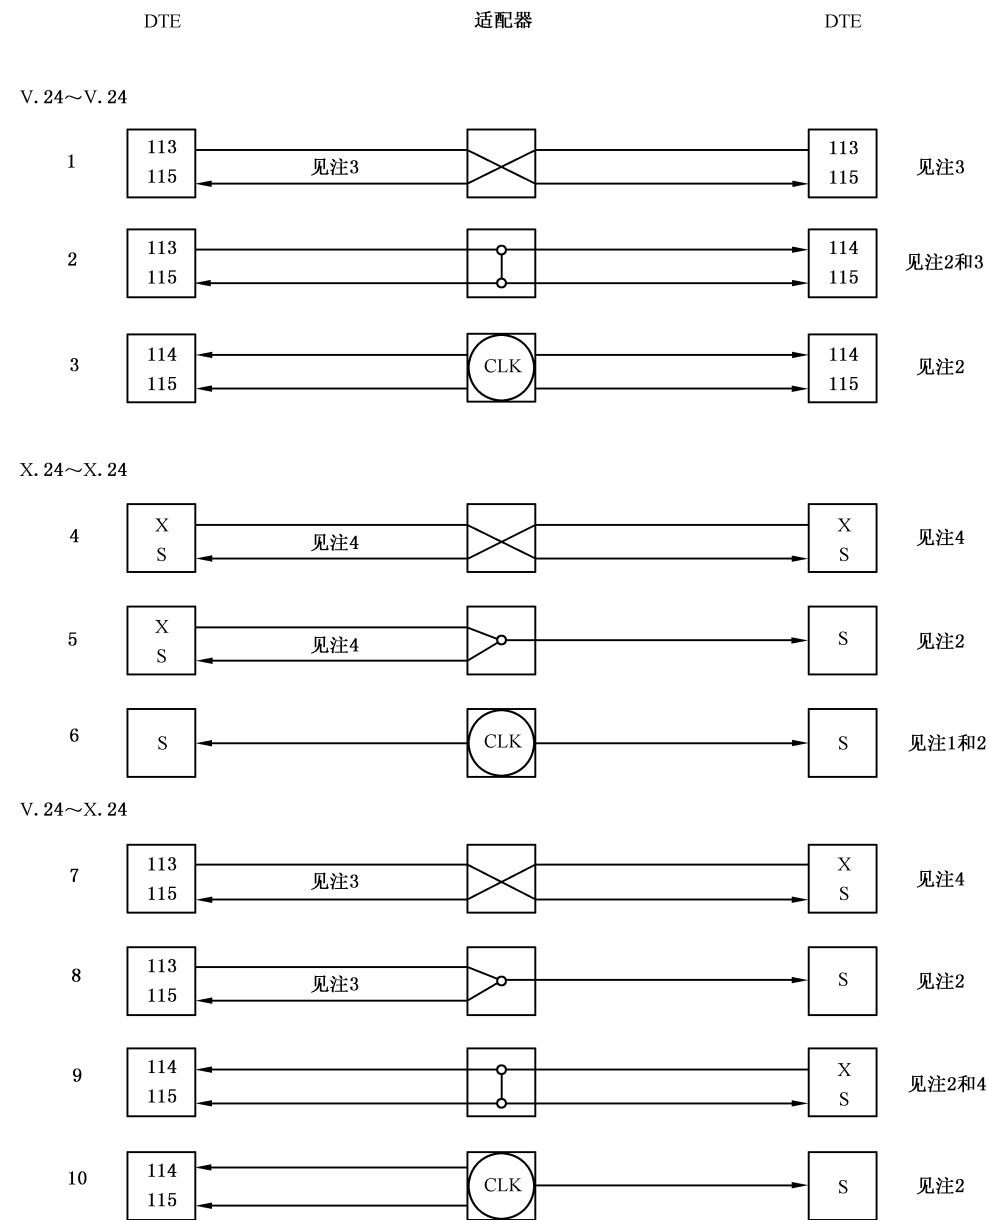 DTE 适配器 DTE
V.24～V.24
1 113 见注3 113 见注3
115 115
2 113 114 见注2和3
115 115
3 114 CLK 114 见注2
115 115
X.24～X.24
4 X 见注4 X 见注4
S S
5 X 见注4 S 见注2
S
6 S CLK S 见注1和2
V.24～X.24
7 113 见注3 X 见注4
115 S
8 113 见注3 S 见注2
115
9 114 X 见注2和4
115 S
10 114 CLK S 见注2
115